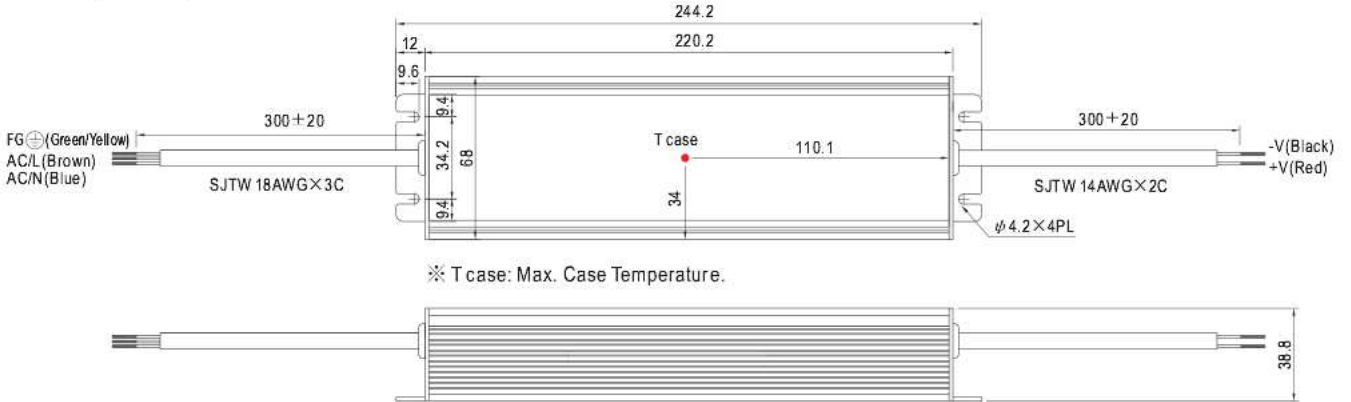 244.2
220.2
12
9.6
9.4
300+20
300+20
FG (Green/Yellow)
AC/L(Brown)
AC/N(Blue)
T case
110.1
-V(Black)
+V(Red)
34.2
68
SJTW 18AWG×3C
34
SJTW 14AWG×2C
9.4
ψ4.2×4PL
※ T case: Max. Case Temperature.
38.8